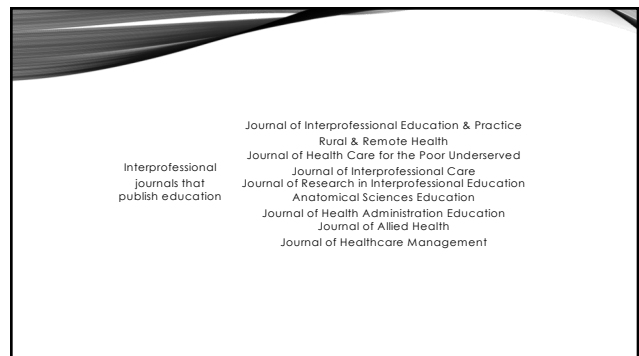 Interprofessional
journals that
publish education
Journal of Interprofessional Education & Practice
Rural & Remote Health
Journal of Health Care for the Poor Underserved
Journal of Interprofessional Care
Journal of Research in Interprofessional Education
Anatomical Sciences Education
Journal of Health Administration Education
Journal of Allied Health
Journal of Healthcare Management